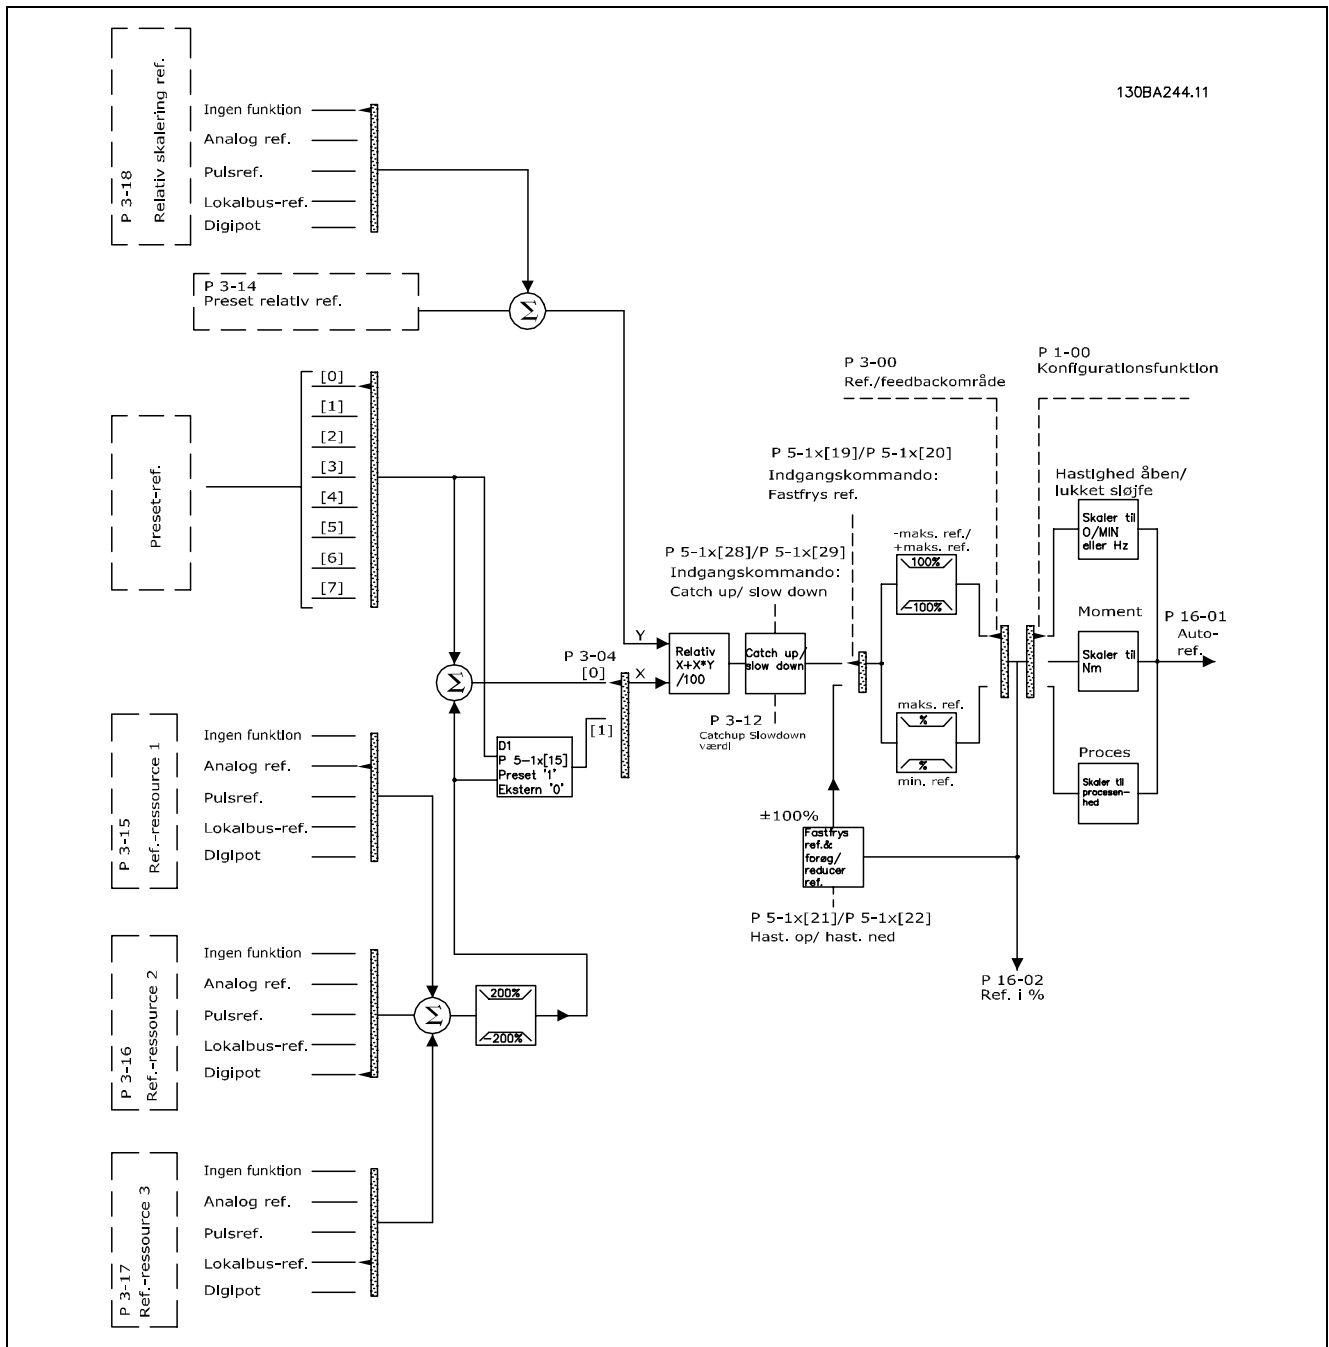 130BA244.11
P 3-18
Relativ skalering ref.
Ingen funktion
Analog ref.
Pulsref.
Lokalbus-ref.
Digipot
P 3-14
Preset relativ ref.
Σ
Preset-ref.
[0]
[1]
[2]
[3]
[4]
[5]
[6]
[7]
Σ
P 3-04
[0]
[1]
D1
P 5-1x[15]
Preset '1'
Ekstern '0'
Y
X
Relativ
X+X*Y
/100
P 5-1x[28]/P 5-1x[29]
Indgangskommando:
Catch up/ slow down
Catch up/
slow down
P 3-12
Catchup Slowdown
værdi
P 5-1x[19]/P 5-1x[20]
Indgangskommando:
Fastfrys ref.
P 3-00
Ref./feedbackområde
-maks. ref./
+maks. ref.
100%
-100%
maks. ref.
%
%
min. ref.
P 1-00
Konfigurationsfunktion
Hastighed åben/
lukket sløjfe
Skaler til
O/MIN
eller Hz
Moment
Skaler til
Nm
Proces
Skaler til
procesen-
hed
P 16-01
Auto-
ref.
±100%
Fastfrys
ref.&
forøg/
reducer
ref.
P 5-1x[21]/P 5-1x[22]
Hast. op/ hast. ned
P 16-02
Ref. i %
P 3-15
Ref.-ressource 1
Ingen funktion
Analog ref.
Pulsref.
Lokalbus-ref.
Digipot
P 3-16
Ref.-ressource 2
Ingen funktion
Analog ref.
Pulsref.
Lokalbus-ref.
Digipot
Σ
200%
-200%
P 3-17
Ref.-ressource 3
Ingen funktion
Analog ref.
Pulsref.
Lokalbus-ref.
Digipot